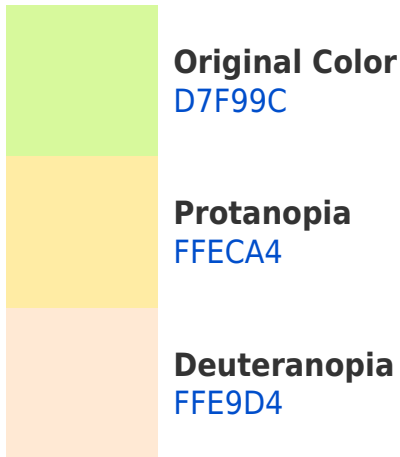 Original Color
D7F99C
Protanopia
FFECA4
Deuteranopia
FFE9D4